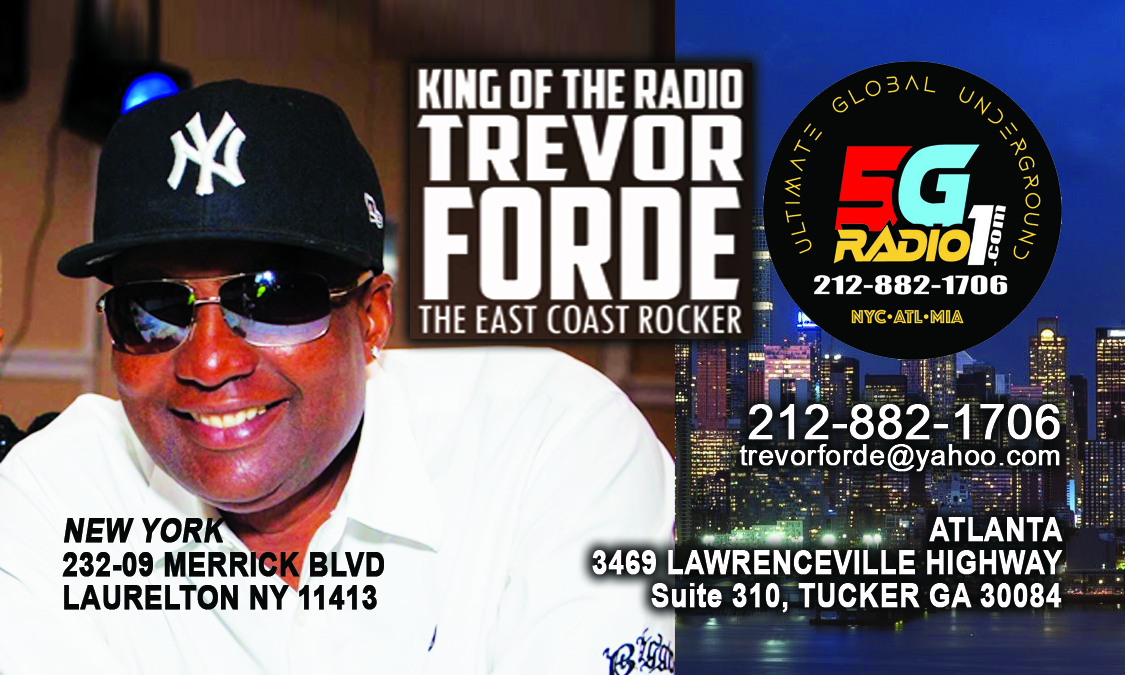 NY
KING OF THE RADIO
TREVOR
FORDE
THE EAST COAST ROCKER
ULTIMATE GLOBAL UNDERGROUND
5G
RADIO1.com
212-882-1706
NYC•ATL•MIA
212-882-1706
trevorforde@yahoo.com
NEW YORK
232-09 MERRICK BLVD
LAURELTON NY 11413
ATLANTA
3469 LAWRENCEVILLE HIGHWAY
Suite 310, TUCKER GA 30084